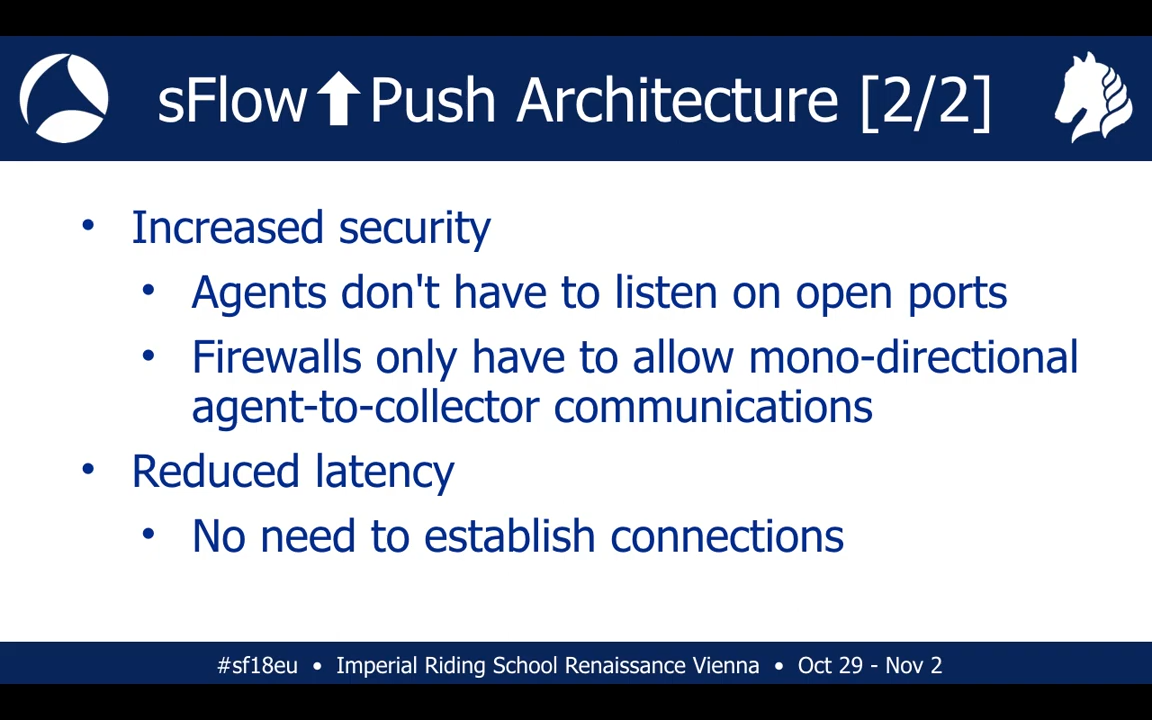 sFlow⬆Push Architecture [2/2]
• Increased security
• Agents don't have to listen on open ports
• Firewalls only have to allow mono-directional
agent-to-collector communications
• Reduced latency
• No need to establish connections
#sf18eu • Imperial Riding School Renaissance Vienna • Oct 29 - Nov 2